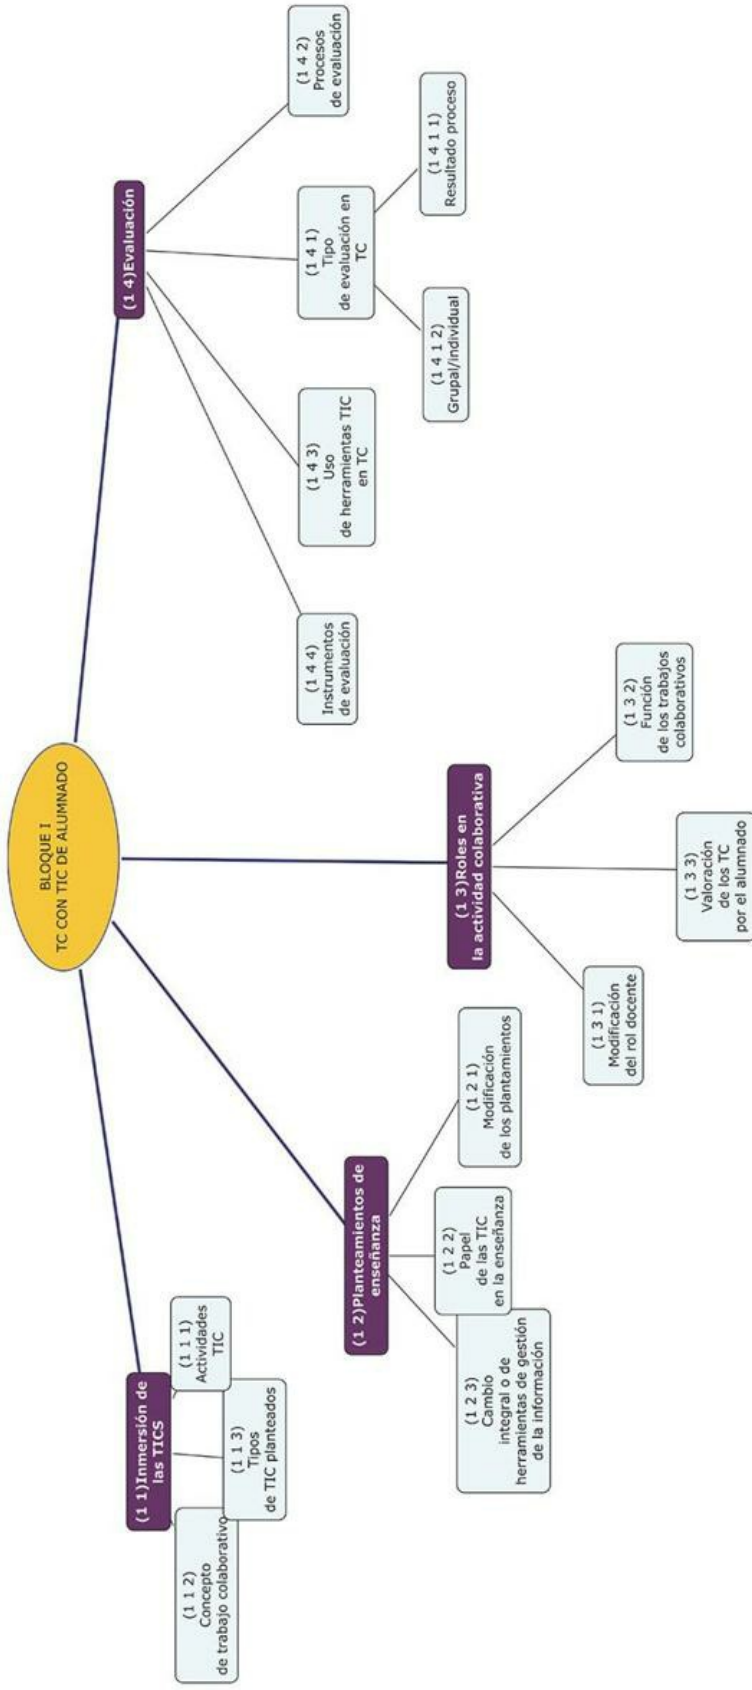 BLOQUE I
TC CON TIC DE ALUMNADO
(1 1)Inmersión de
las TICS
(1 1 2)
Concepto
de trabajo colaborativo
(1 1 3)
Tipos
de TIC planteados
(1 1 1)
Actividades
TIC
(1 2)Planteamientos de
enseñanza
(1 2 3)
Cambio
integral o de
herramientas de gestión
de la información
(1 2 2)
Papel
de las TIC
en la enseñanza
(1 2 1)
Modificación
de los plantamientos
(1 3)Roles en
la actividad colaborativa
(1 3 1)
Modificación
del rol docente
(1 3 3)
Valoración
de los TC
por el alumnado
(1 3 2)
Función
de los trabajos
colaborativos
(1 4)Evaluación
(1 4 4)
Instrumentos
de evaluación
(1 4 3)
Uso
de herramientas TIC
en TC
(1 4 1)
Tipo
de evaluación en
TC
(1 4 1 2)
Grupal/individual
(1 4 1 1)
Resultado proceso
(1 4 2)
Procesos
de evaluación